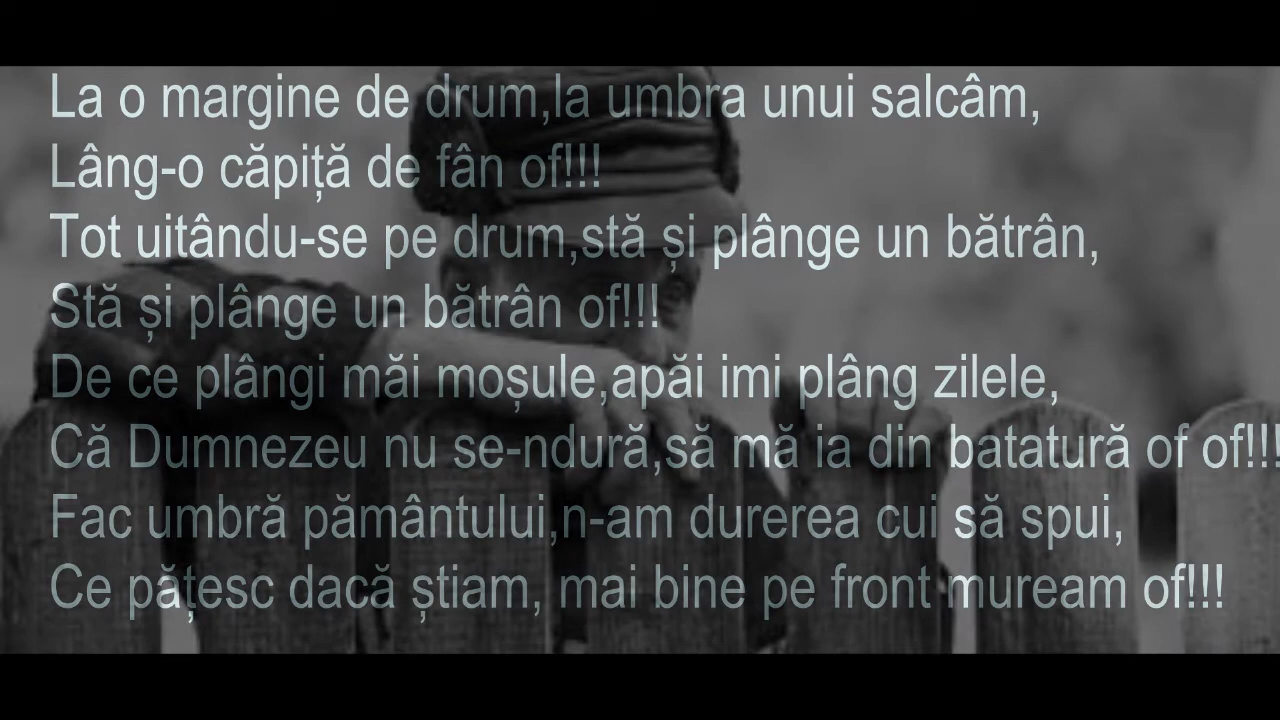 La o margine de drum,la umbra unui salcâm,
Lâng-o căpiță de fân of!!!
Tot uitându-se pe drum,stă și plânge un bătrân,
Stă și plânge un bătrân of!!!
De ce plângi măi moșule,apăi imi plâng zilele,
Că Dumnezeu nu se-ndură,să mă ia din batatură of of!!!
Fac umbră pământului,n-am durerea cui să spui,
Ce pățesc dacă știam, mai bine pe front muream of!!!